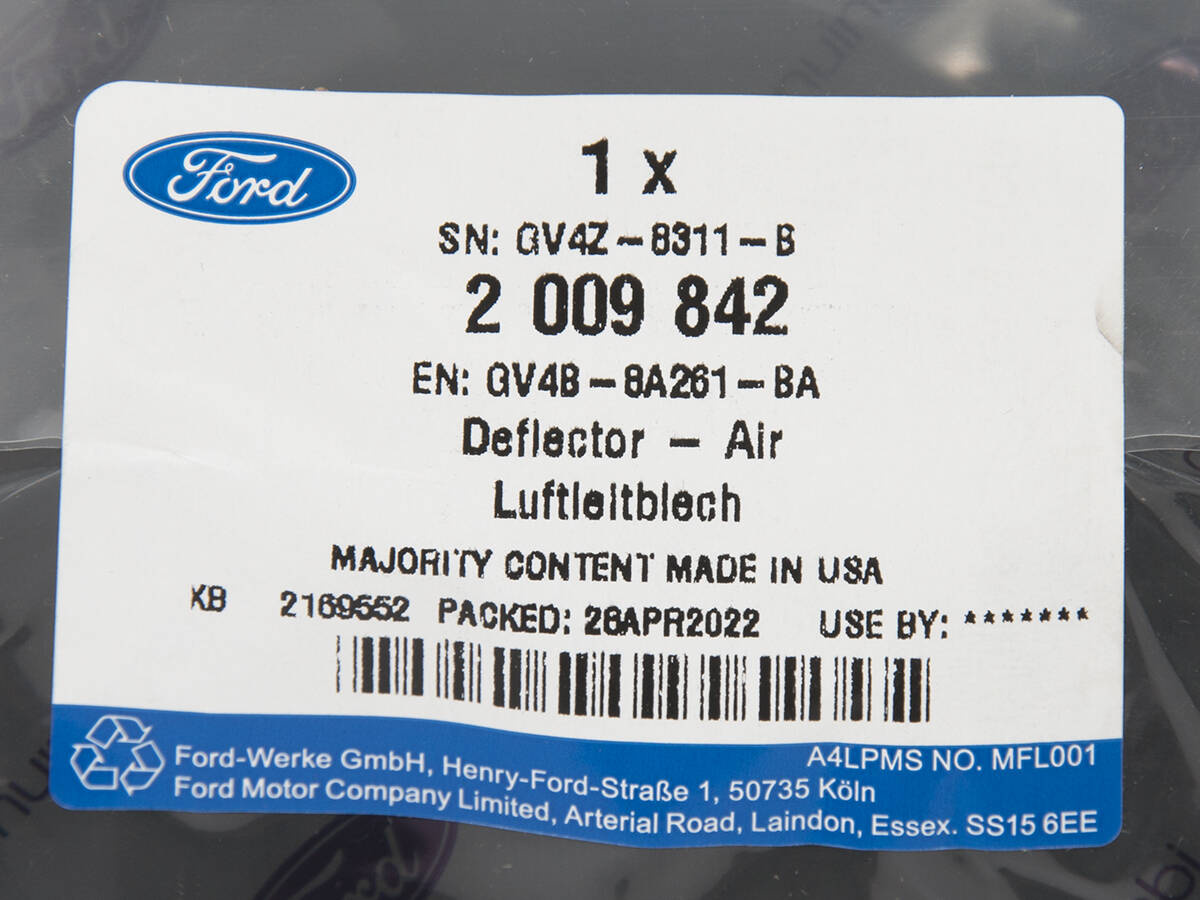 Ford
1 x
SN: GV4Z-8311-B
2 009 842
EN: GV4B-8A261-BA
Deflector - Air
Luftleitblech
MAJORITY CONTENT MADE IN USA
KB 2169552 PACKED: 26APR2022 USE BY: *******
A4LPMS NO. MFL001
Ford-Werke GmbH, Henry-Ford-Straße 1, 50735 Köln
Ford Motor Company Limited, Arterial Road, Laindon, Essex. SS15 6EE
Ford